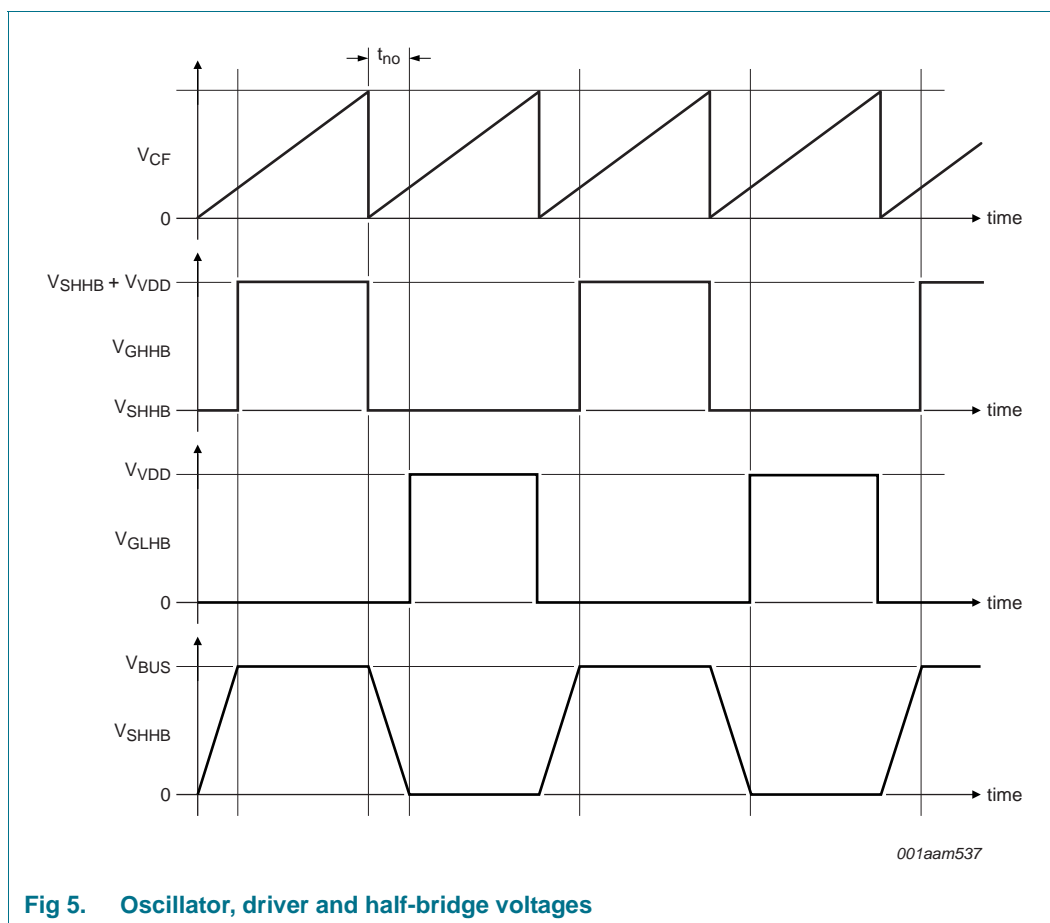 tno
VCF
0
time
VSHHB + VVDD
VGHHB
VSHHB
time
VVDD
VGLHB
0
time
VBUS
VSHHB
0
time
001aam537
Fig 5. Oscillator, driver and half-bridge voltages